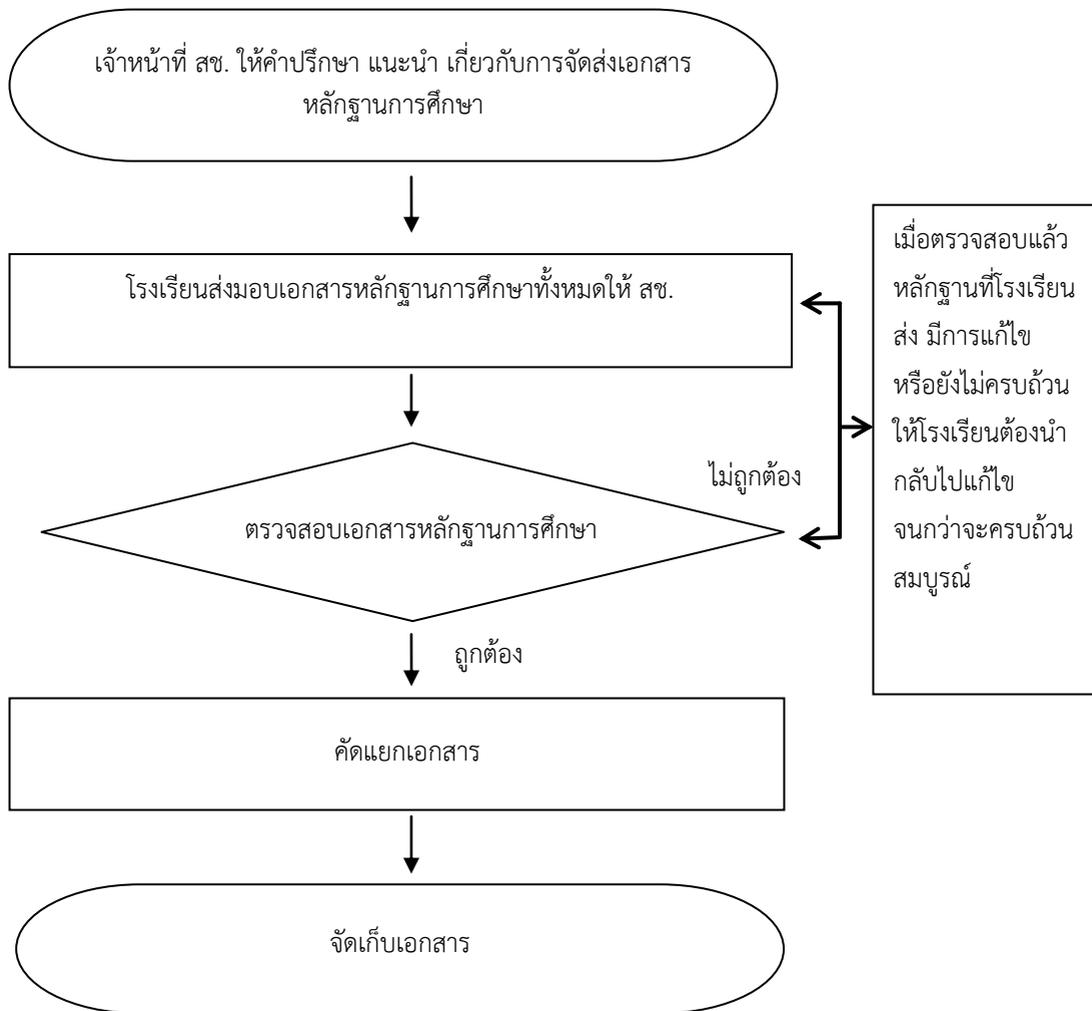 เจ้าหน้าที่ สช. ให้คำปรึกษา แนะนำ เกี่ยวกับการจัดส่งเอกสาร
หลักฐานการศึกษา
โรงเรียนส่งมอบเอกสารหลักฐานการศึกษาทั้งหมดให้ สช.
เมื่อตรวจสอบแล้ว
หลักฐานที่โรงเรียน
ส่ง มีการแก้ไข
หรือยังไม่ครบถ้วน
ให้โรงเรียนต้องนำ
กลับไปแก้ไข
จนกว่าจะครบถ้วน
สมบูรณ์
ไม่ถูกต้อง
ตรวจสอบเอกสารหลักฐานการศึกษา
ถูกต้อง
คัดแยกเอกสาร
จัดเก็บเอกสาร